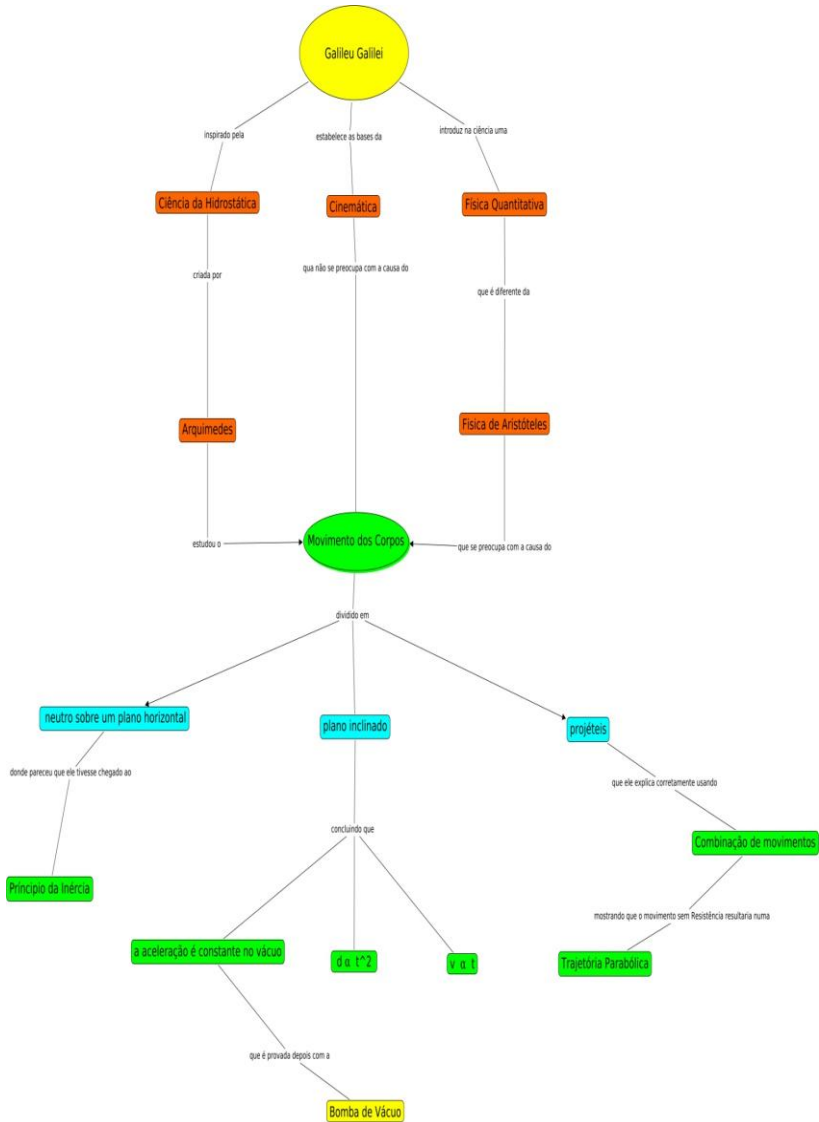 Galileu Galilei
inspirado pela
estabelece as bases da
introduz na ciência uma
Ciência da Hidrostática
Cinemática
Física Quantitativa
criada por
qua não se preocupa com a causa do
que é diferente da
Arquimedes
Fisica de Aristóteles
estudou o
Movimento dos Corpos
que se preocupa com a causa do
dividido em
neutro sobre um plano horizontal
plano inclinado
projéteis
donde pareceu que ele tivesse chegado ao
que ele explica corretamente usando
concluindo que
Combinação de movimentos
Principio da Inércia
mostrando que o movimento sem Resistência resultaria numa
a aceleração é constante no vácuo
d α t^2
v α t
Trajetória Parabólica
que é provada depois com a
Bomba de Vácuo